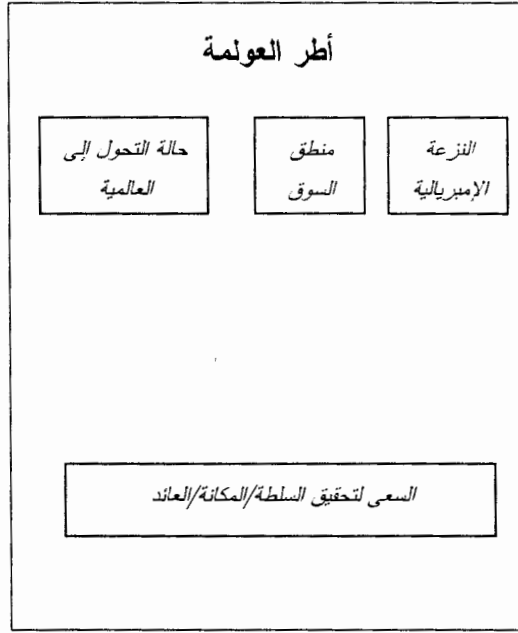 أطر العولمة
النزعة
الإمبريالية
منطق
السوق
حالة التحول إلى
العالمية
السعى لتحقيق السلطة/المكانة/العائد